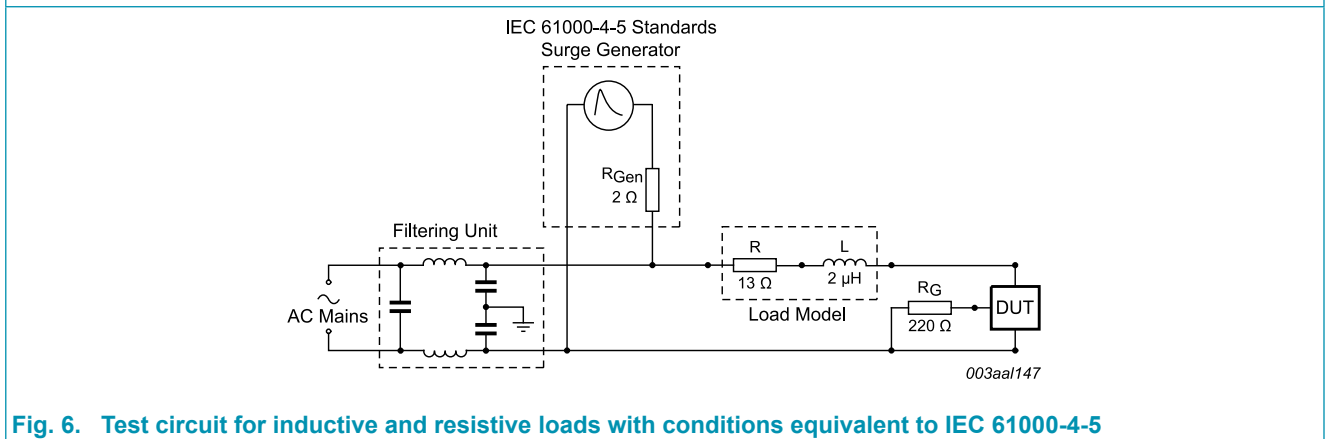 IEC 61000-4-5 Standards
Surge Generator
RGen
2 Ω
Filtering Unit
AC Mains
R
13 Ω
L
2 µH
Load Model
RG
220 Ω
DUT
003aal147
Fig. 6. Test circuit for inductive and resistive loads with conditions equivalent to IEC 61000-4-5